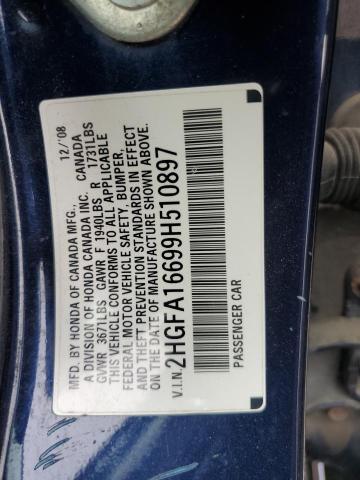 MFD. BY HONDA OF CANADA MFG., 12/'08
A DIVISION OF HONDA CANADA INC. CANADA
GVWR 3671LBS GAWR F 1940LBS R 1731LBS
THIS VEHICLE CONFORMS TO ALL APPLICABLE
FEDERAL MOTOR VEHICLE SAFETY, BUMPER,
AND THEFT PREVENTION STANDARDS IN EFFECT
ON THE DATE OF MANUFACTURE SHOWN ABOVE.
V.I.N.2HGFA16699H510897
PASSENGER CAR